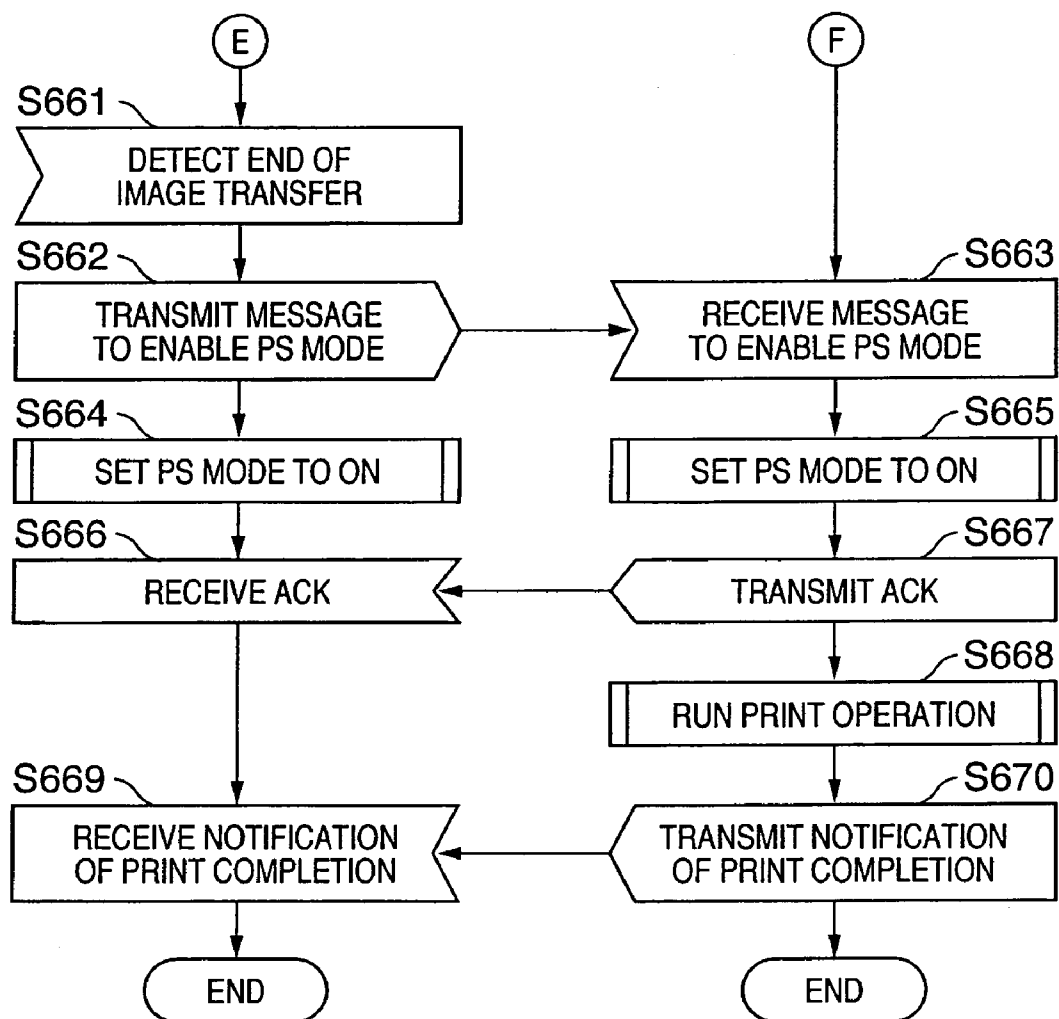 E
F
S661
DETECT END OF
IMAGE TRANSFER
S662
S663
TRANSMIT MESSAGE
TO ENABLE PS MODE
RECEIVE MESSAGE
TO ENABLE PS MODE
S664
S665
SET PS MODE TO ON
SET PS MODE TO ON
S666
S667
RECEIVE ACK
TRANSMIT ACK
S668
RUN PRINT OPERATION
S669
S670
RECEIVE NOTIFICATION
OF PRINT COMPLETION
TRANSMIT NOTIFICATION
OF PRINT COMPLETION
END
END